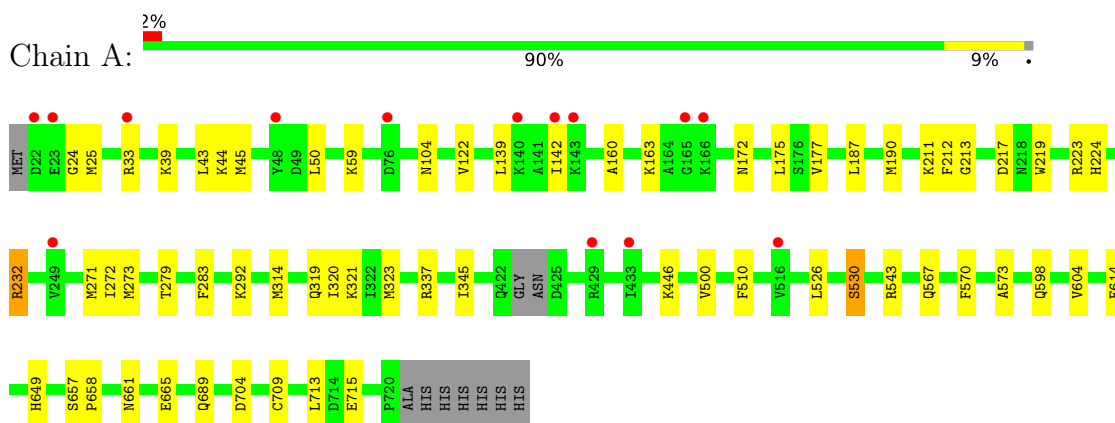 2%
Chain A:
90% 9% •
MET D22 E23 G24 M25 R33 K39 L43 K44 M45 Y48 D49 L50 K59 D76 N104 V122 L139 K140 A141 I142 K143 A160 K163 A164 G165 K166 N172 L175 S176 V177 L187 M190 K211 F212 G213 D217 N218 W219 R223 H224
R232 V249 M271 I272 M273 T279 F283 K292 M314 Q319 I320 K321 I322 M323 R337 I345 Q422 GLY ASN D425 R429 I433 K446 V500 F510 V516 L526 S530 R543 Q567 F570 A573 Q598 V604
H649 S657 P658 N661 E665 Q689 D704 C709 L713 D714 E715 P720 ALA HIS HIS HIS HIS HIS HIS